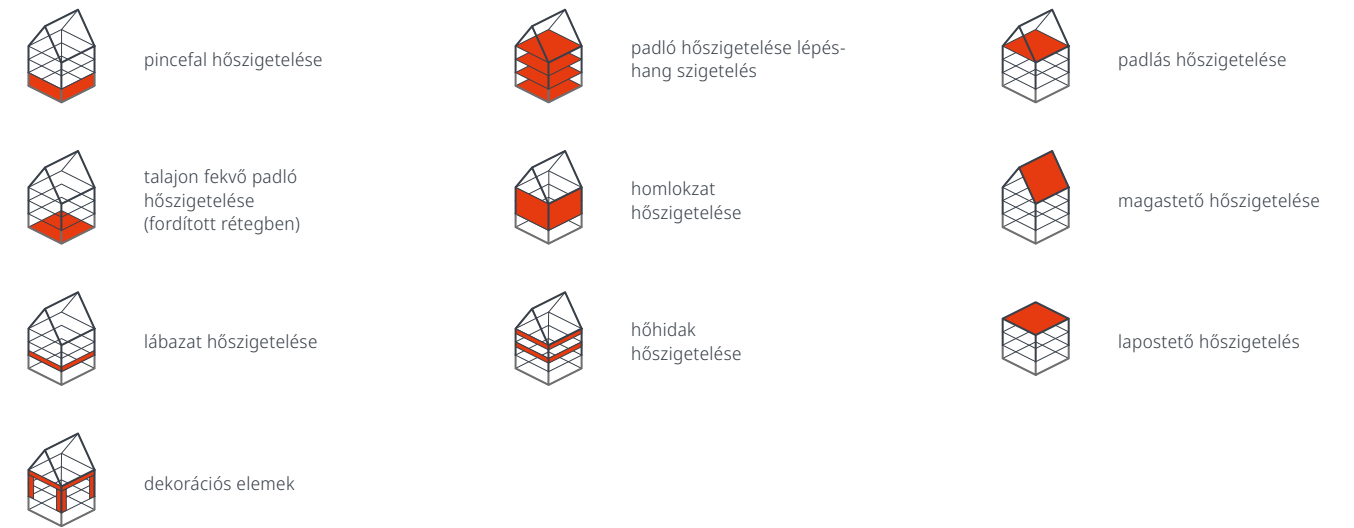 pincefal hőszigetelése
padló hőszigetelése lépés-
hang szigetelés
padlás hőszigetelése
talajon fekvő padló
hőszigetelése
(fordított rétegben)
homlokzat
hőszigetelése
magastető hőszigetelése
lábazat hőszigetelése
hőhidak
hőszigetelése
lapostető hőszigetelés
dekorációs elemek